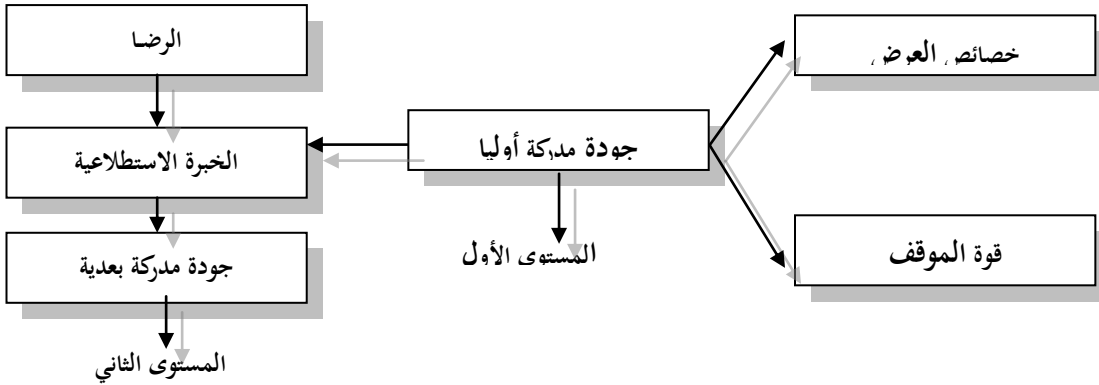 خصائص العرض
الرضا
جودة مدركة أوليا
الخبرة الاستطلاعية
قوة الموقف
المستوى الأول
جودة مدركة بعدية
المستوى الثاني